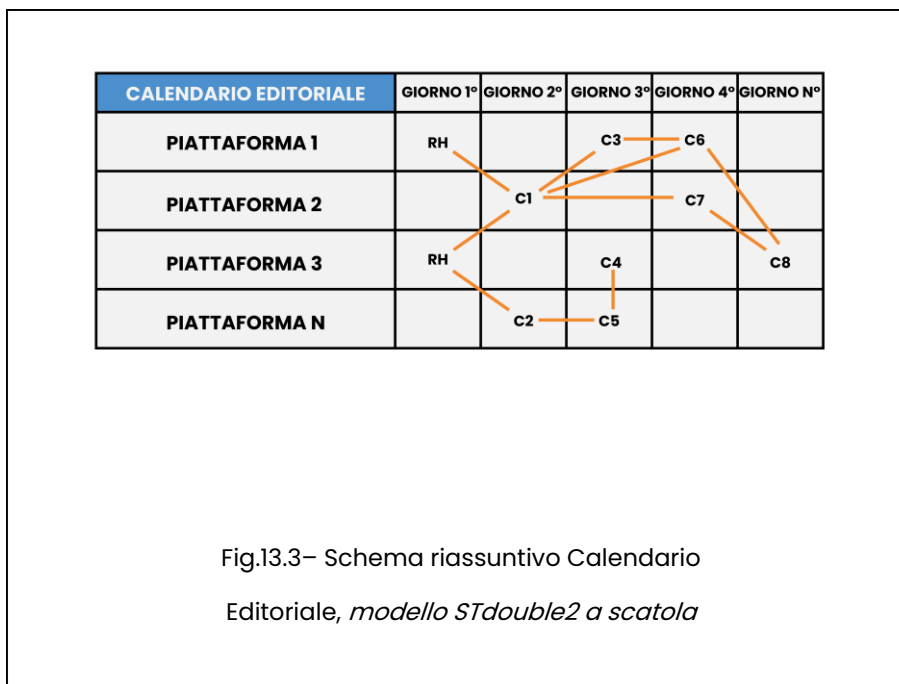 CALENDARIO EDITORIALE GIORNO 1° GIORNO 2° GIORNO 3° GIORNO 4° GIORNO N°
PIATTAFORMA 1 RH C3 C6
PIATTAFORMA 2 C1 C7
PIATTAFORMA 3 RH C4 C8
PIATTAFORMA N C2 C5
Fig.13.3– Schema riassuntivo Calendario
Editoriale, modello STdouble2 a scatola